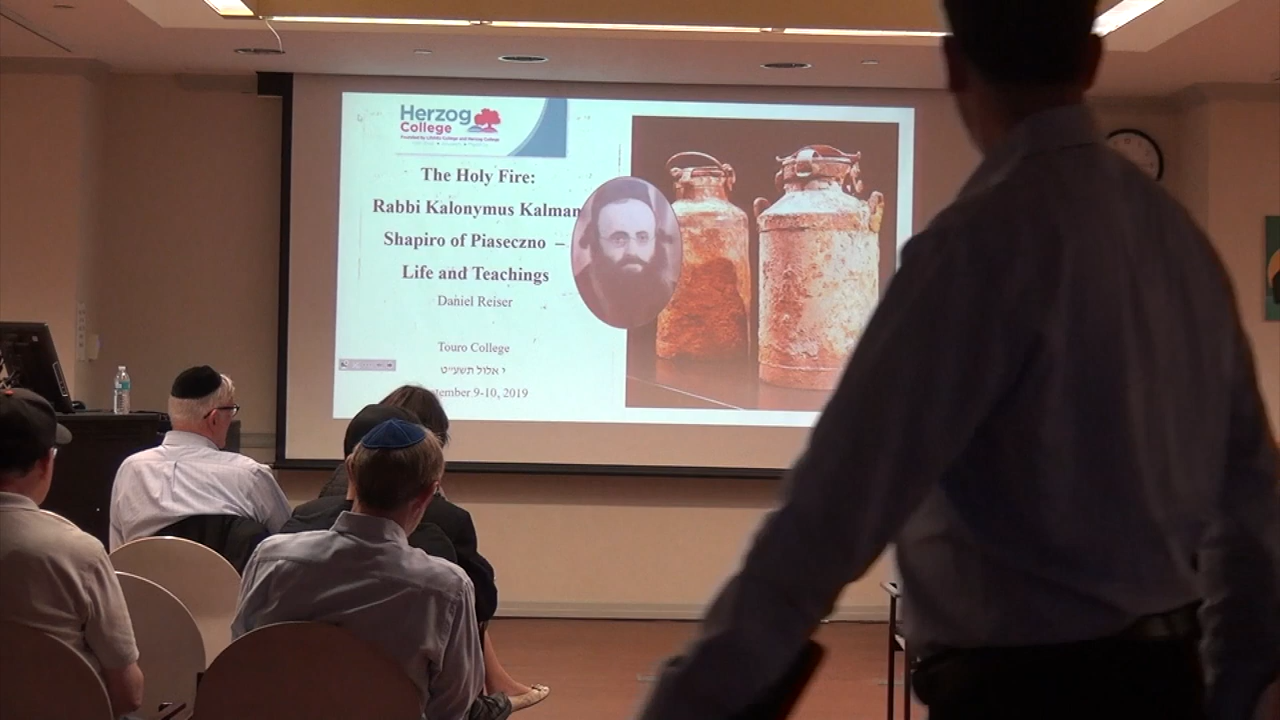 Herzog
College
The Holy Fire:
Rabbi Kalonymus Kalman
Shapiro of Piaseczno –
Life and Teachings
Daniel Reiser
Touro College
י אלול תשע״ט
tember 9-10, 2019